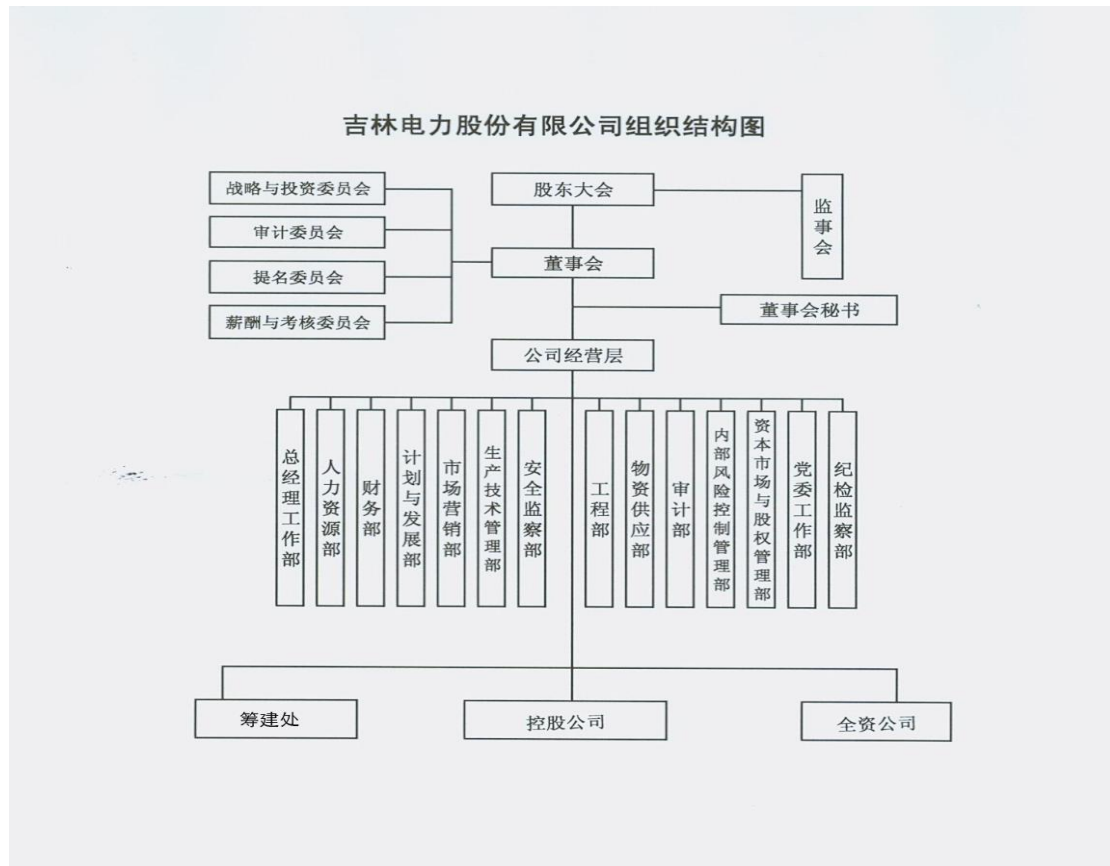 吉林电力股份有限公司组织结构图
战略与投资委员会
股东大会
监事会
审计委员会
董事会
提名委员会
董事会秘书
薪酬与考核委员会
公司经营层
总经理工作部
人力资源部
财务部
计划与发展部
市场营销部
生产技术管理部
安全监察部
工程部
物资供应部
审计部
内部风险控制管理部
资本市场与股权管理部
党委工作部
纪检监察部
筹建处
控股公司
全资公司